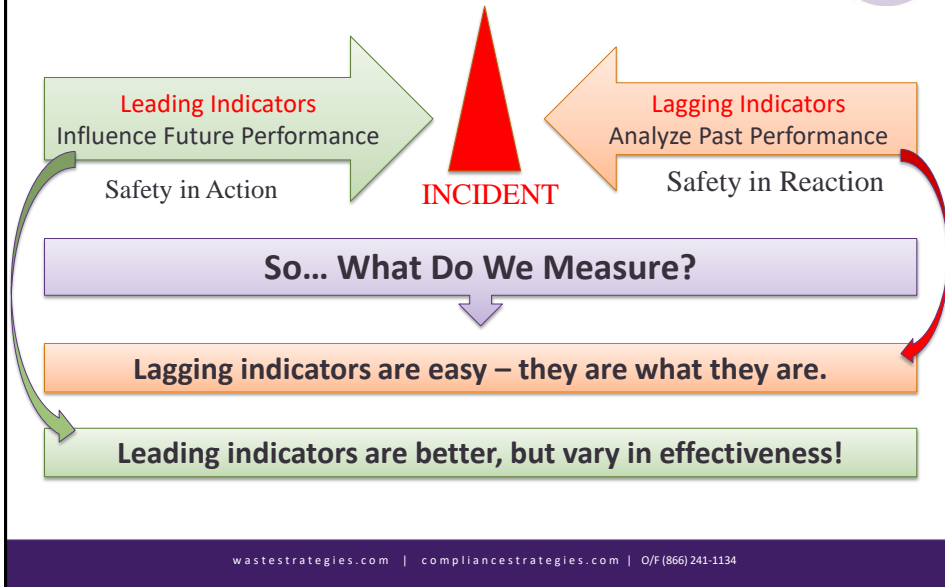 Leading Indicators
Influence Future Performance
Safety in Action
INCIDENT
Lagging Indicators
Analyze Past Performance
Safety in Reaction
So… What Do We Measure?
Lagging indicators are easy – they are what they are.
Leading indicators are better, but vary in effectiveness!
wastestrategies.com | compliancestrategies.com | O/F (866) 241-1134